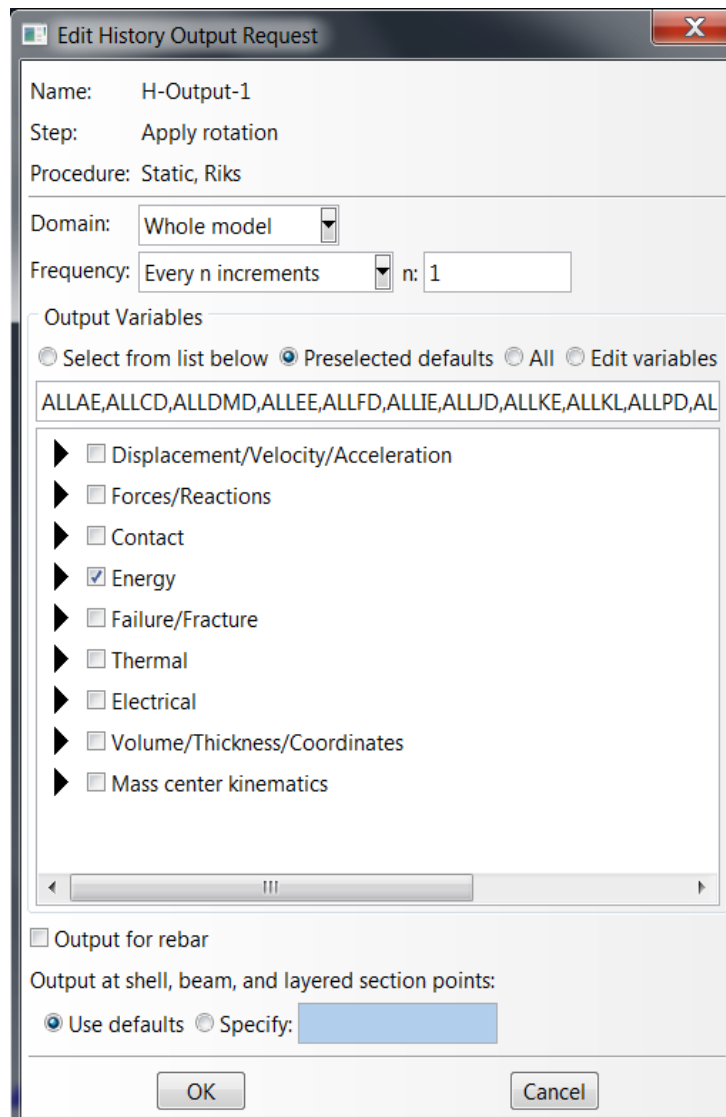 Edit History Output Request
X
Name: H-Output-1
Step: Apply rotation
Procedure: Static, Riks
Domain: Whole model
Frequency: Every n increments n: 1
Output Variables
Select from list below Preselected defaults All Edit variables
ALLAE,ALLCD,ALLDMD,ALLEE,ALLFD,ALLIE,ALLJD,ALLKE,ALLKL,ALLPD,AL
Displacement/Velocity/Acceleration
Forces/Reactions
Contact
Energy
Failure/Fracture
Thermal
Electrical
Volume/Thickness/Coordinates
Mass center kinematics
Output for rebar
Output at shell, beam, and layered section points:
Use defaults Specify:
OK Cancel